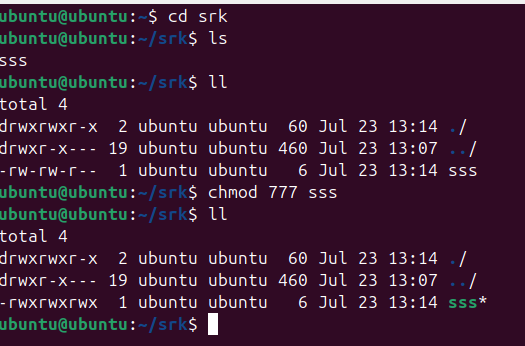 ubuntu@ubuntu:~$ cd srk
ubuntu@ubuntu:~/srk$ ls
sss
ubuntu@ubuntu:~/srk$ ll
total 4
drwxrwxr-x  2 ubuntu ubuntu  60 Jul 23 13:14 ./
drwxr-x--- 19 ubuntu ubuntu 460 Jul 23 13:07 ../
-rw-rw-r--  1 ubuntu ubuntu   6 Jul 23 13:14 sss
ubuntu@ubuntu:~/srk$ chmod 777 sss
ubuntu@ubuntu:~/srk$ ll
total 4
drwxrwxr-x  2 ubuntu ubuntu  60 Jul 23 13:14 ./
drwxr-x--- 19 ubuntu ubuntu 460 Jul 23 13:07 ../
-rwxrwxrwx  1 ubuntu ubuntu   6 Jul 23 13:14 sss*
ubuntu@ubuntu:~/srk$